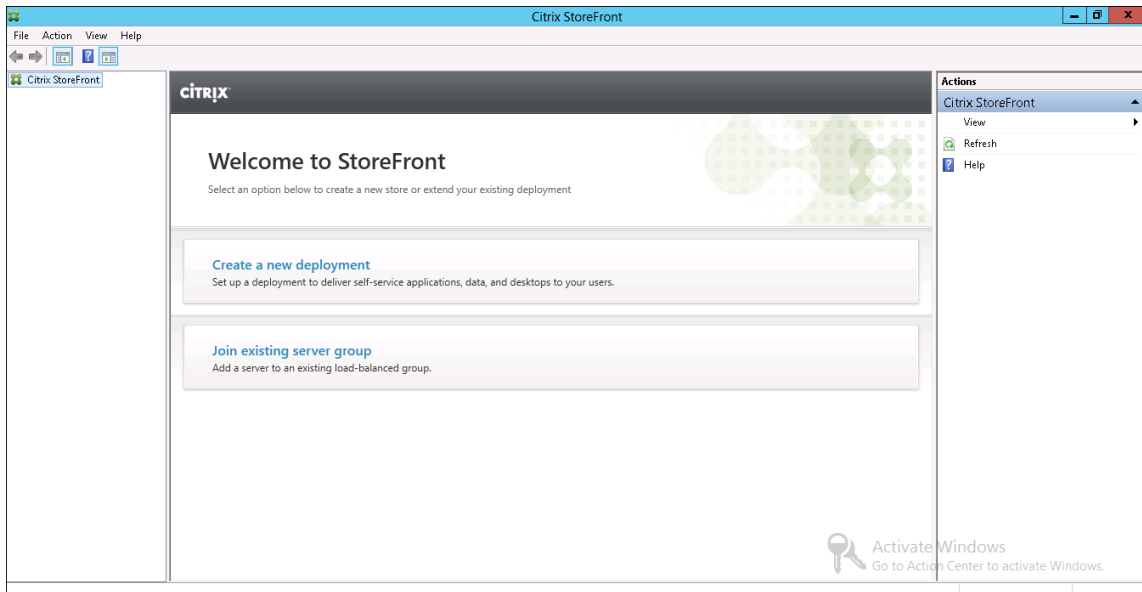 Citrix StoreFront
File Action View Help
Citrix StoreFront
CITRIX
Welcome to StoreFront
Select an option below to create a new store or extend your existing deployment
Create a new deployment
Set up a deployment to deliver self-service applications, data, and desktops to your users.
Join existing server group
Add a server to an existing load-balanced group.
Actions
Citrix StoreFront
View
Refresh
Help
Activate Windows
Go to Action Center to activate Windows.